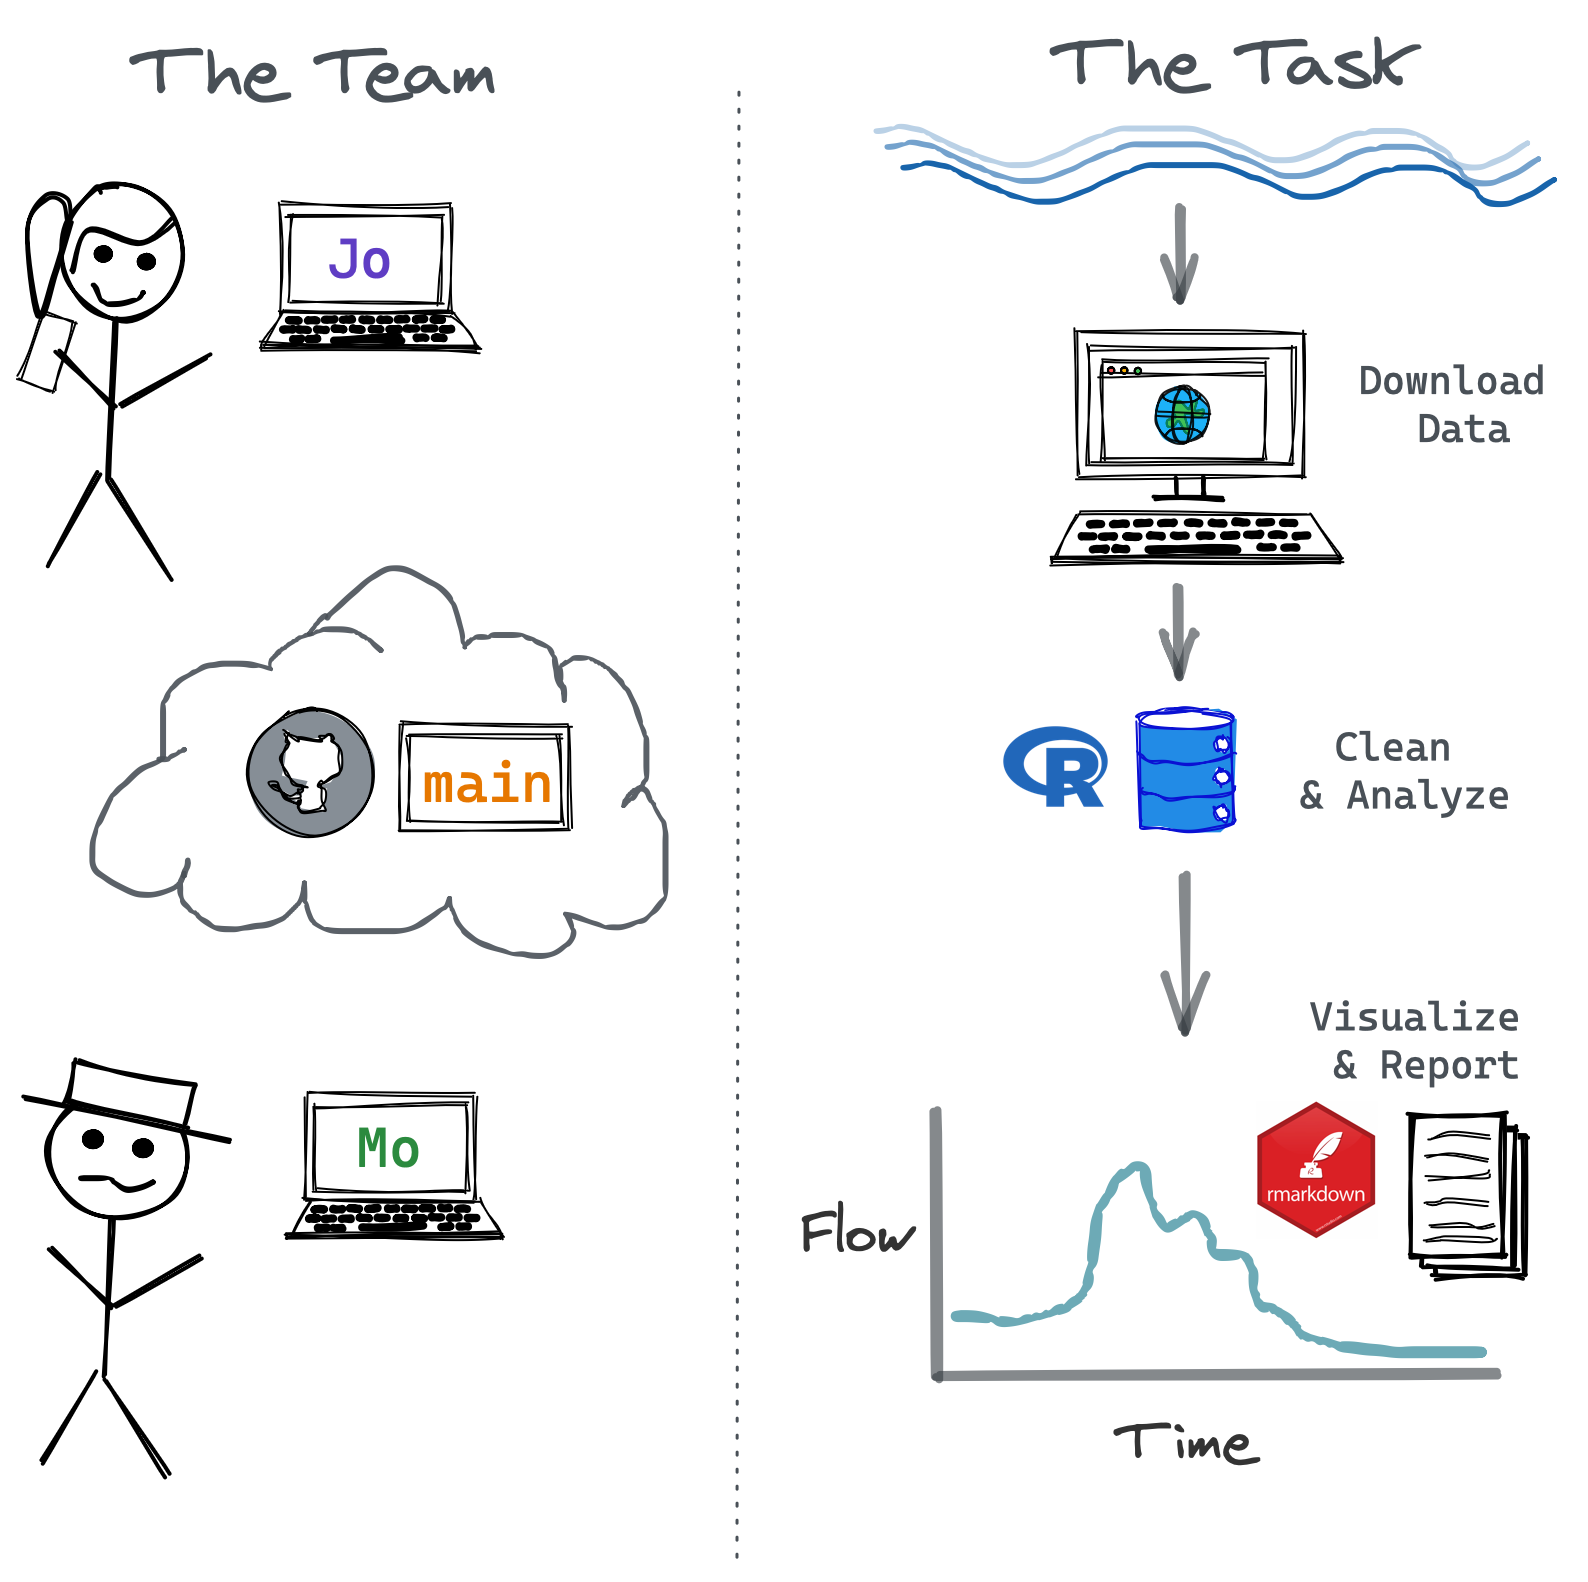 The Team
Jo
main
Mo
The Task
Download
Data
Clean
& Analyze
Visualize
& Report
rmarkdown
Flow
Time